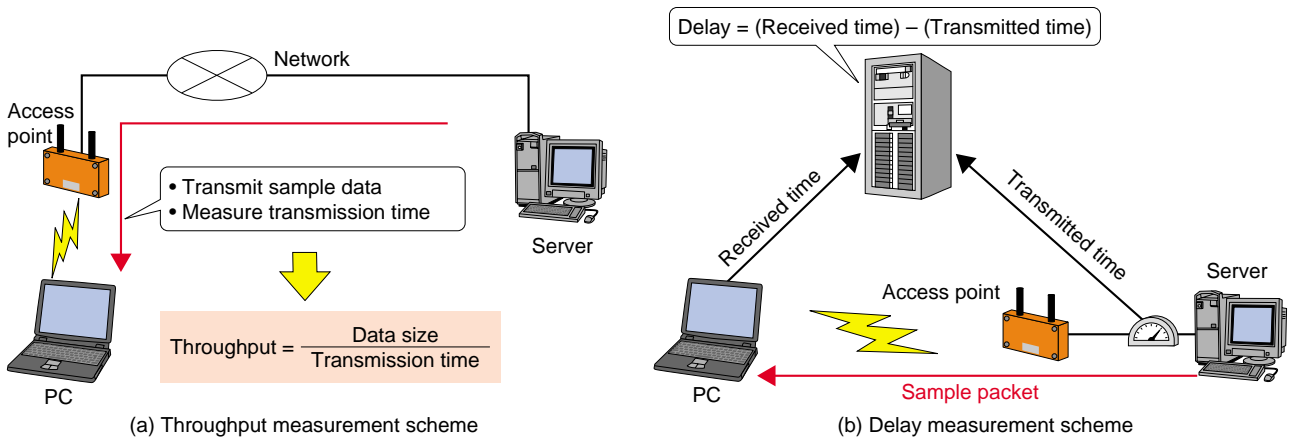 Network
Access
point
• Transmit sample data
• Measure transmission time
Server
Throughput = Data size
Transmission time
PC
(a) Throughput measurement scheme
Delay = (Received time) – (Transmitted time)
Received time
Transmitted time
Server
Access point
Sample packet
PC
(b) Delay measurement scheme